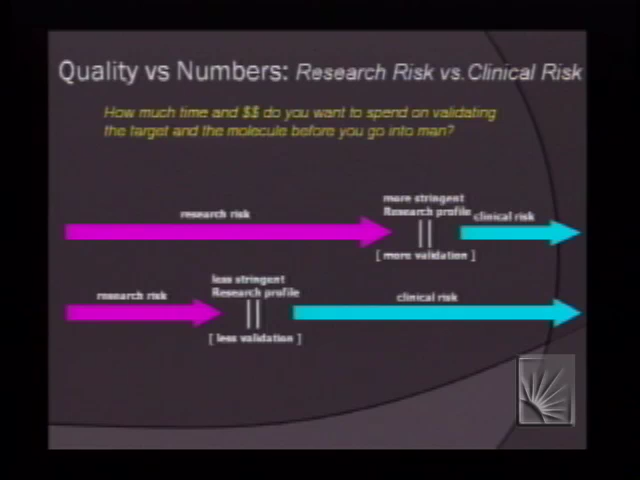 Quality vs Numbers: Research Risk vs. Clinical Risk
How much time and $$ do you want to spend on validating
the target and the molecule before you go into man?
more stringent
research risk
Research profile
clinical risk
[ more validation ]
less stringent
research risk
Research profile
clinical risk
[ less validation ]